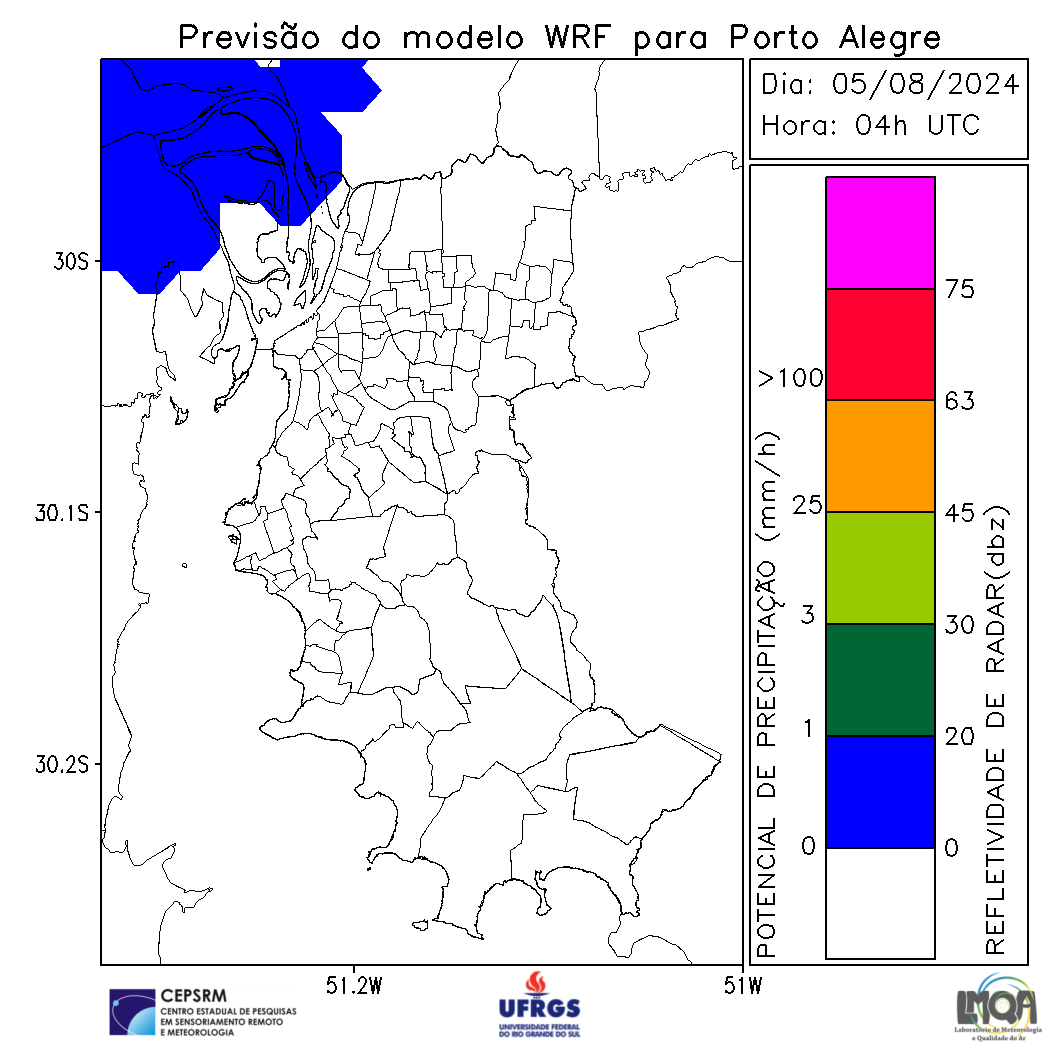 Previsão do modelo WRF para Porto Alegre
Dia: 05/08/2024
Hora: 04h UTC
30S
30.1S
30.2S
51.2W
51W
POTENCIAL DE PRECIPITAÇÃO (mm/h)
>100
25
3
1
0
75
63
45
30
20
0
REFLETIVIDADE DE RADAR(dbz)
CEPSRM
CENTRO ESTADUAL DE PESQUISAS
EM SENSORIAMENTO REMOTO
E METEOROLOGIA
UFRGS
UNIVERSIDADE FEDERAL
DO RIO GRANDE DO SUL
LMQA
Laboratório de Meteorologia
e Qualidade do Ar